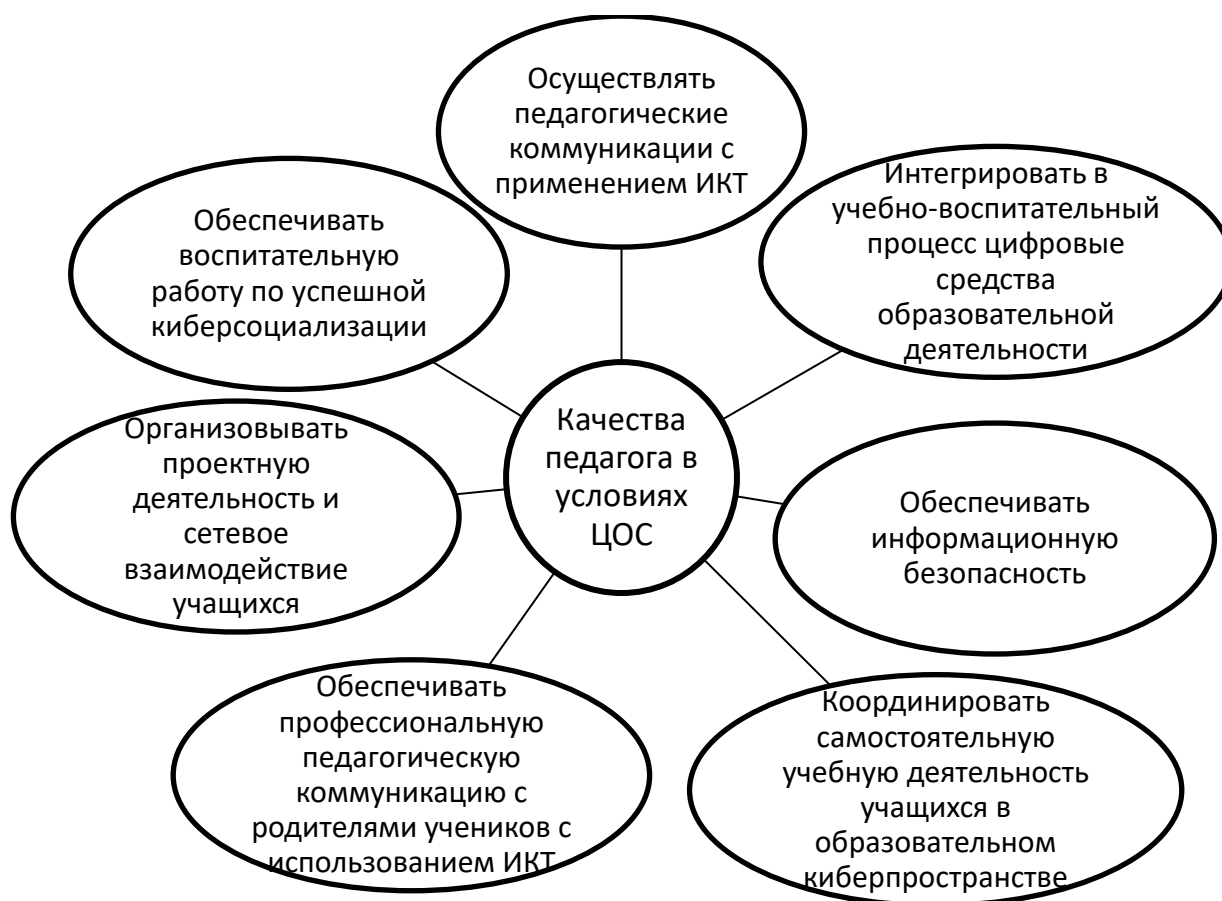 Осуществлять
педагогические
коммуникации с
применением ИКТ
Интегрировать в
учебно-воспитательный
процесс цифровые
средства
образовательной
деятельности
Обеспечивать
информационную
безопасность
Координировать
самостоятельную
учебную деятельность
учащихся в
образовательном
киберпространстве
Обеспечивать
профессиональную
педагогическую
коммуникацию с
родителями учеников с
использованием ИКТ
Организовывать
проектную
деятельность и
сетевое
взаимодействие
учащихся
Обеспечивать
воспитательную
работу по успешной
киберсоциализации
Качества
педагога в
условиях
ЦОС